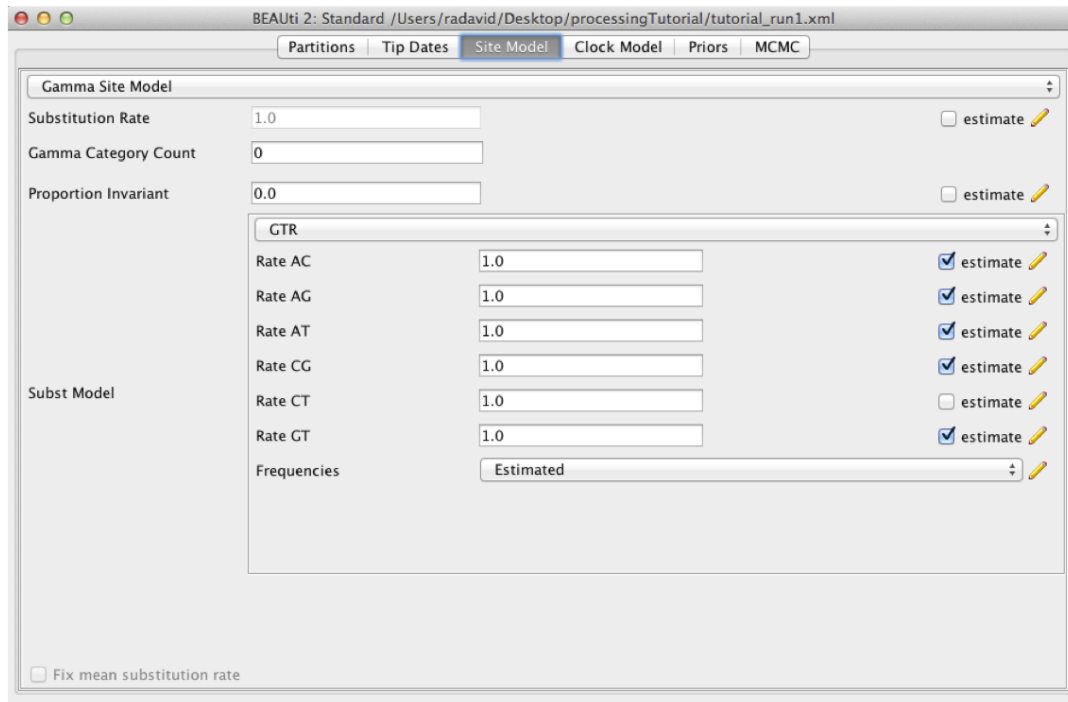 BEAUti 2: Standard /Users/radavid/Desktop/processingTutorial/tutorial_run1.xml
Partitions Tip Dates Site Model Clock Model Priors MCMC
Gamma Site Model
Substitution Rate 1.0 estimate
Gamma Category Count 0
Proportion Invariant 0.0 estimate
GTR
Rate AC 1.0 estimate
Rate AG 1.0 estimate
Rate AT 1.0 estimate
Rate CG 1.0 estimate
Subst Model
Rate CT 1.0 estimate
Rate GT 1.0 estimate
Frequencies Estimated
Fix mean substitution rate